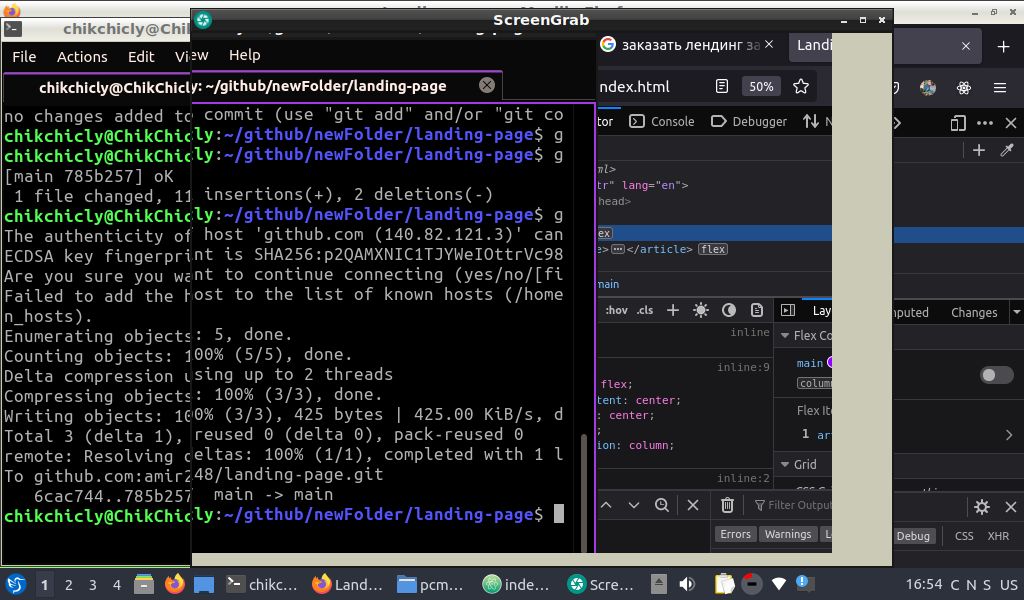 chikchicly@Chi
ScreenGrab
File Actions Edit View Help
chikchicly@ChikChicly: ~/github/newFolder/landing-page
no changes added to commit (use "git add" and/or "git co
chikchicly@ChikChicly:~/github/newFolder/landing-page$ g
chikchicly@ChikChicly:~/github/newFolder/landing-page$ g
[main 785b257] oK
1 file changed, 11 insertions(+), 2 deletions(-)
chikchicly@ChikChicly:~/github/newFolder/landing-page$ g
The authenticity of host 'github.com (140.82.121.3)' can
ECDSA key fingerprint is SHA256:p2QAMXNIC1TJYWeIOttrVc98
Are you sure you want to continue connecting (yes/no/[fi
Failed to add the host to the list of known hosts (/home
n_hosts).
Enumerating objects: 5, done.
Counting objects: 100% (5/5), done.
Delta compression using up to 2 threads
Compressing objects: 100% (3/3), done.
Writing objects: 100% (3/3), 425 bytes | 425.00 KiB/s, d
Total 3 (delta 1), reused 0 (delta 0), pack-reused 0
remote: Resolving deltas: 100% (1/1), completed with 1 l
To github.com:amir248/landing-page.git
6cac744..785b257 main -> main
chikchicly@ChikChicly:~/github/newFolder/landing-page$
заказать лендинг за
Landi
ndex.html
50%
tor
Console
Debugger
N
ml>
tr" lang="en">
head>
ex
e></article> flex
main
:hov .cls
Lay
mputed
Changes
inline
Flex Co
inline:9
main
flex;
colum
tent: center;
: center;
Flex Ite
;
1 ar
ion: column;
Grid
inline:2
Filter Output
Errors
Warnings
L
Debug
CSS
XHR
1 2 3 4
chikc...
Land...
pcm...
inde...
Scre...
16:54 C N S US